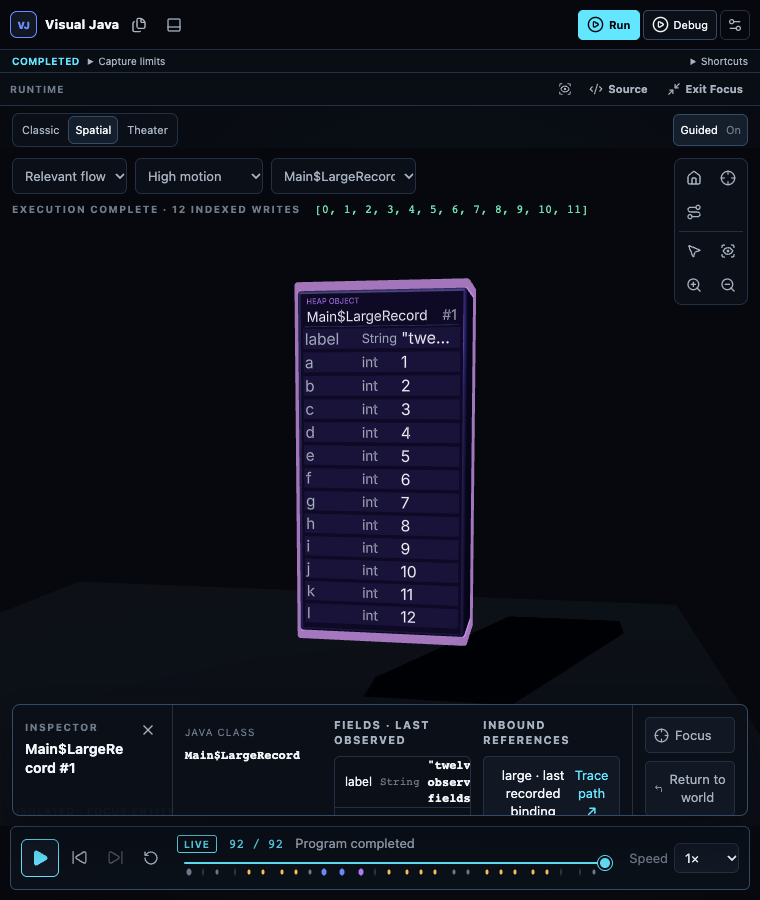 VJ Visual Java Run Debug
COMPLETED Capture limits Shortcuts
RUNTIME Source Exit Focus
Classic Spatial Theater Guided On
Relevant flow High motion Main$LargeRecord
EXECUTION COMPLETE · 12 INDEXED WRITES [0, 1, 2, 3, 4, 5, 6, 7, 8, 9, 10, 11]
HEAP OBJECT
Main$LargeRecord #1
label String "twe...
a int 1
b int 2
c int 3
d int 4
e int 5
f int 6
g int 7
h int 8
i int 9
j int 10
k int 11
l int 12
INSPECTOR
Main$LargeRe
cord #1
JAVA CLASS
Main$LargeRecord
FIELDS · LAST
OBSERVED
label String "twelv
observ
fields
INBOUND
REFERENCES
large · last
recorded
binding
Trace
path
Focus
Return to
world
LIVE 92 / 92 Program completed
Speed 1×